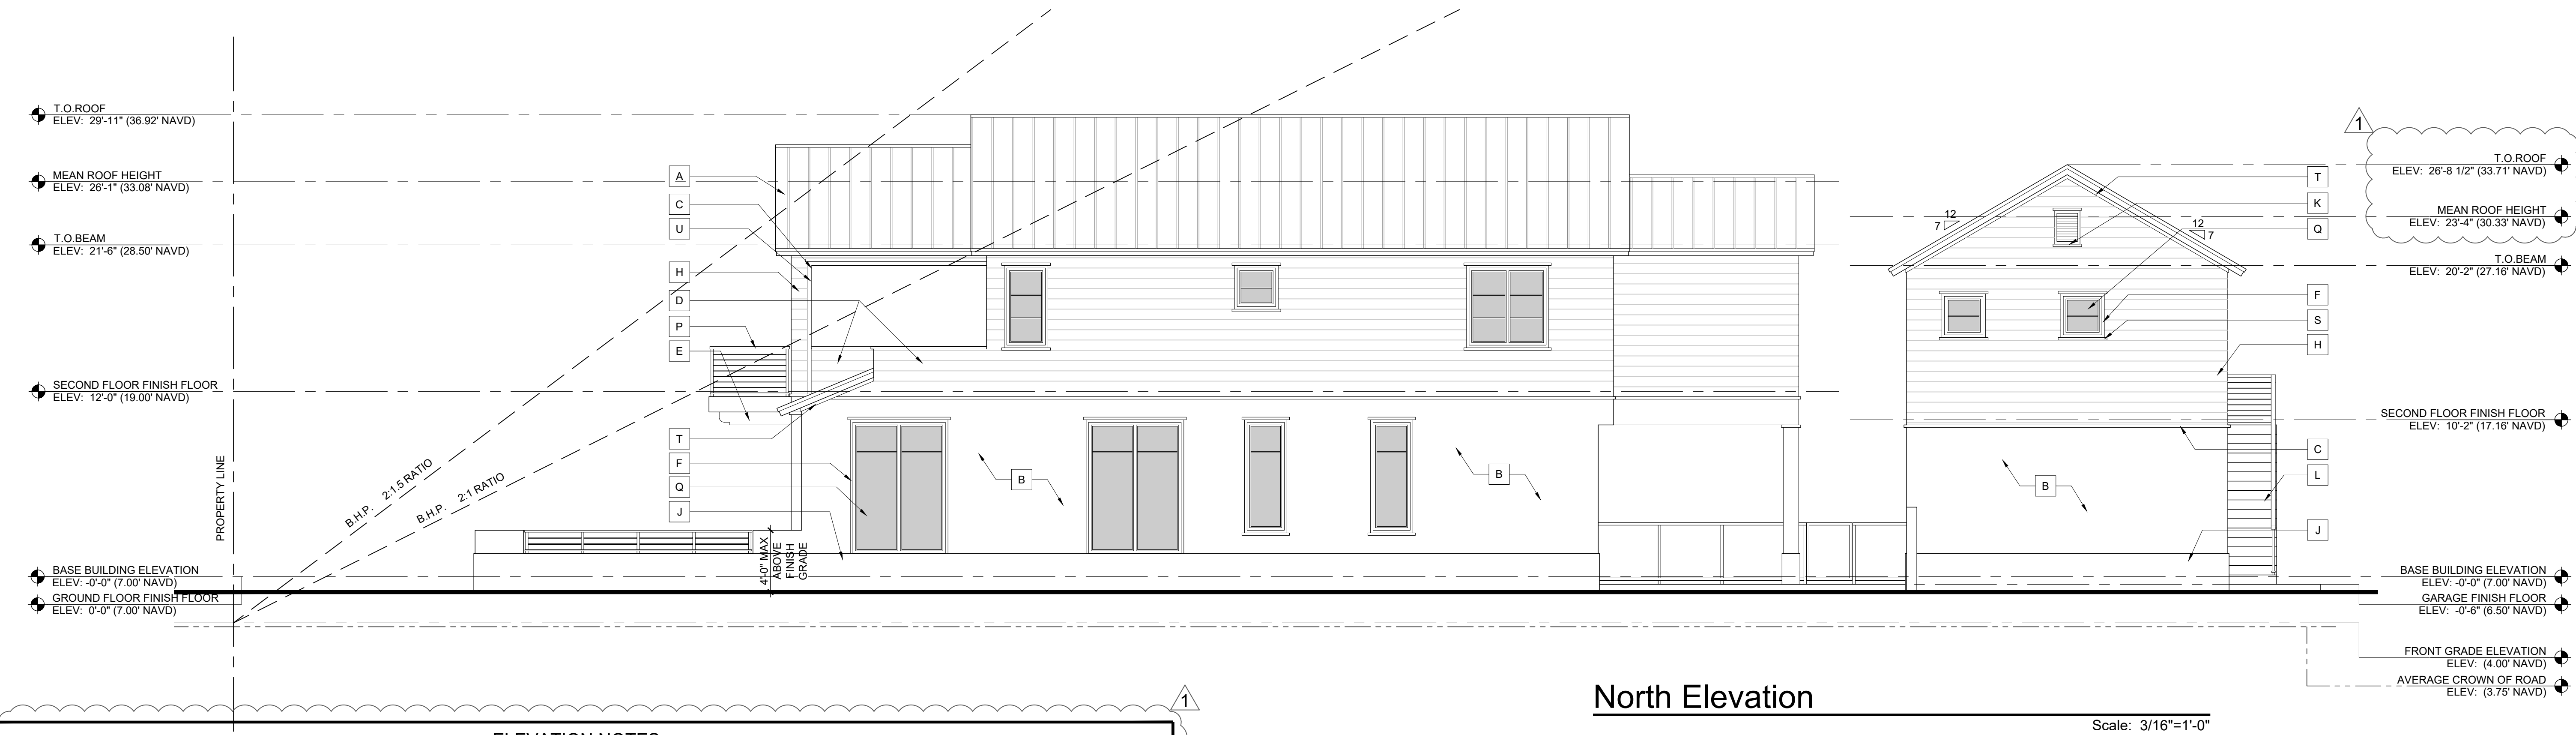 T.O.ROOF
ELEV: 29'-11" (36.92' NAVD)
MEAN ROOF HEIGHT
ELEV: 26'-1" (33.08' NAVD)
T.O.BEAM
ELEV: 21'-6" (28.50' NAVD)
SECOND FLOOR FINISH FLOOR
ELEV: 12'-0" (19.00' NAVD)
BASE BUILDING ELEVATION
ELEV: -0'-0" (7.00' NAVD)
GROUND FLOOR FINISH FLOOR
ELEV: 0'-0" (7.00' NAVD)
PROPERTY LINE
B.H.P. 2:1.5 RATIO
B.H.P. 2:1 RATIO
A
C
U
H
D
P
E
T
F
Q
J
4'-0" MAX
ABOVE
FINISH
GRADE
B
B
B
12
7
12
7
T
K
Q
F
S
H
C
L
J
1
T.O.ROOF
ELEV: 26'-8 1/2" (33.71' NAVD)
MEAN ROOF HEIGHT
ELEV: 23'-4" (30.33' NAVD)
T.O.BEAM
ELEV: 20'-2" (27.16' NAVD)
SECOND FLOOR FINISH FLOOR
ELEV: 10'-2" (17.16' NAVD)
BASE BUILDING ELEVATION
ELEV: -0'-0" (7.00' NAVD)
GARAGE FINISH FLOOR
ELEV: -0'-6" (6.50' NAVD)
FRONT GRADE ELEVATION
ELEV: (4.00' NAVD)
AVERAGE CROWN OF ROAD
ELEV: (3.75' NAVD)
North Elevation
Scale: 3/16"=1'-0"
1
ELEVATION NOTES